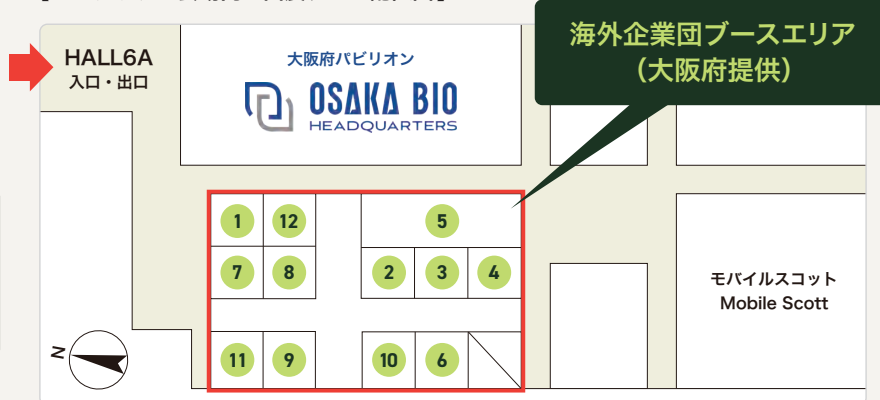 HALL6A
入口・出口
大阪府パビリオン
OSAKA BIO
HEADQUARTERS
海外企業団ブースエリア
（大阪府提供）
1
12
5
7
8
2
3
4
モバイルスコット
Mobile Scott
N
11
9
10
6